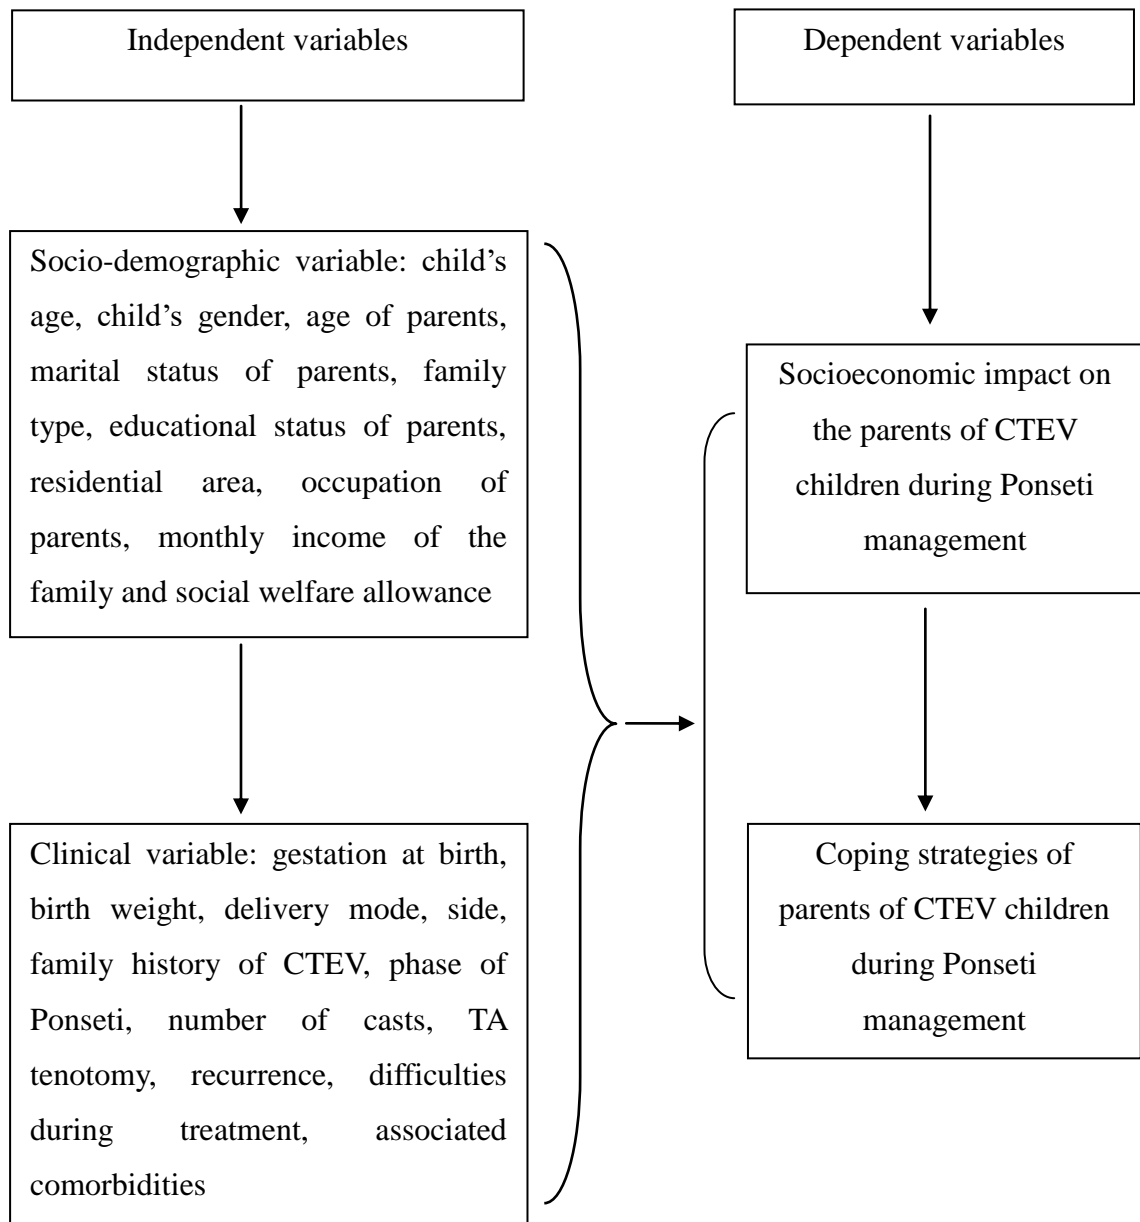 Independent variables
Dependent variables
Socio-demographic variable: child’s
age, child’s gender, age of parents,
marital status of parents, family
type, educational status of parents,
residential area, occupation of
parents, monthly income of the
family and social welfare allowance
Socioeconomic impact on
the parents of CTEV
children during Ponseti
management
Clinical variable: gestation at birth,
birth weight, delivery mode, side,
family history of CTEV, phase of
Ponseti, number of casts, TA
tenotomy, recurrence, difficulties
during treatment, associated
comorbidities
Coping strategies of
parents of CTEV children
during Ponseti
management